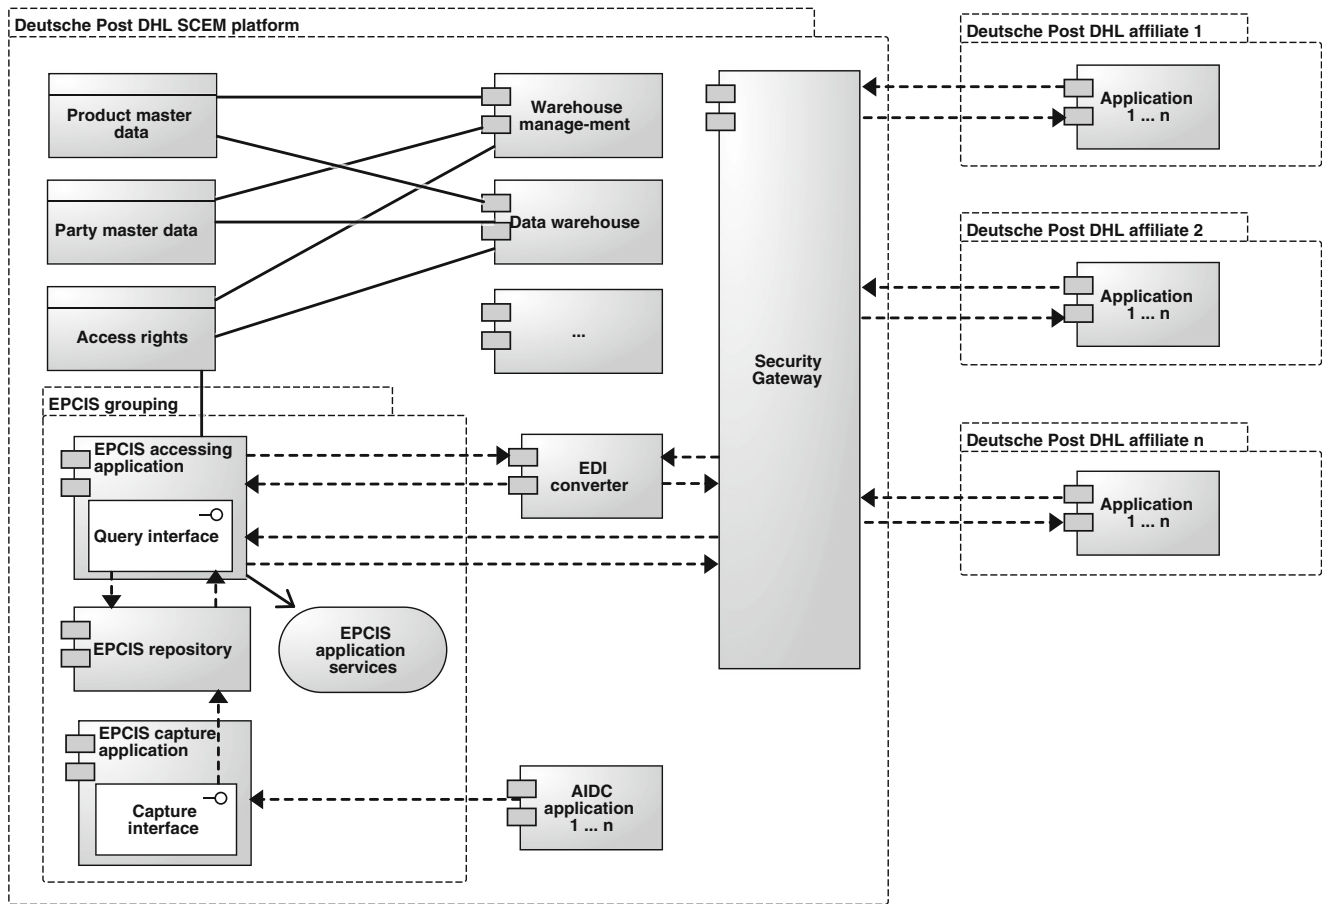 Deutsche Post DHL SCEM platform
Deutsche Post DHL affiliate 1
Product master
data
Warehouse
manage-ment
Application
1 ... n
Party master data
Data warehouse
Deutsche Post DHL affiliate 2
Application
1 ... n
Access rights
...
Security
Gateway
EPCIS grouping
Deutsche Post DHL affiliate n
EPCIS accessing
application
EDI
converter
Application
1 ... n
Query interface
EPCIS repository
EPCIS
application
services
EPCIS capture
application
Capture
interface
AIDC
application
1 ... n